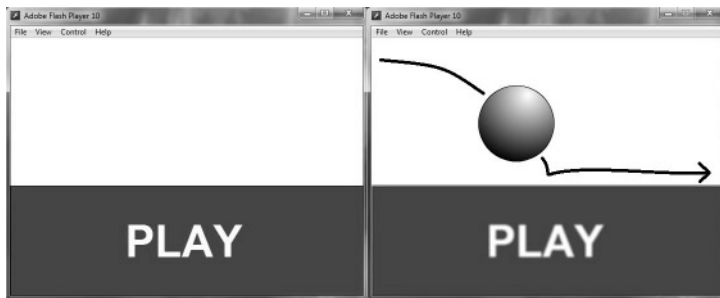 Adobe Flash Player 10
File View Control Help
PLAY
Adobe Flash Player 10
File View Control Help
PLAY